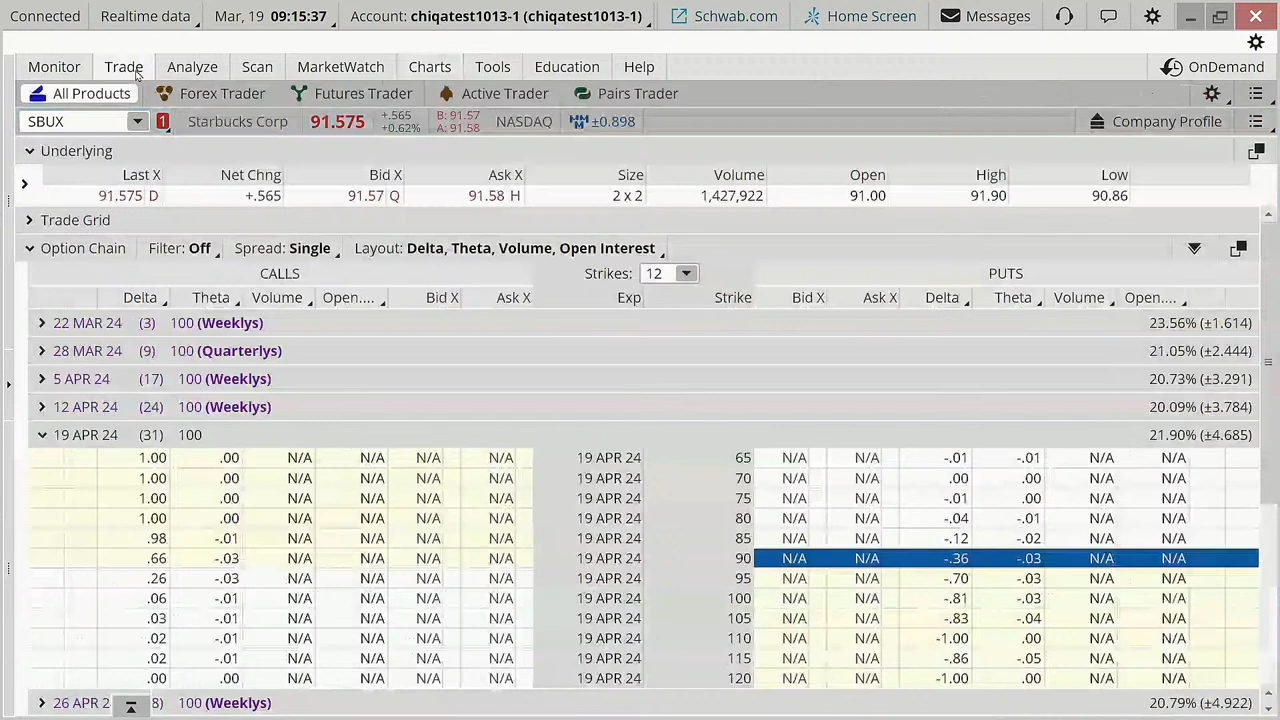 Connected Realtime data Mar, 19 09:15:37 Account: chiqatest1013-1 (chiqatest1013-1) Schwab.com Home Screen Messages
Monitor Trade Analyze Scan MarketWatch Charts Tools Education Help OnDemand
All Products Forex Trader Futures Trader Active Trader Pairs Trader
SBUX 1 Starbucks Corp 91.575 +.565 +0.62% B: 91.57 A: 91.58 NASDAQ MM ±0.898 Company Profile
Underlying
Last X Net Chng Bid X Ask X Size Volume Open High Low
91.575 D +.565 91.57 Q 91.58 H 2 x 2 1,427,922 91.00 91.90 90.86
Trade Grid
Option Chain Filter: Off Spread: Single Layout: Delta, Theta, Volume, Open Interest
CALLS Strikes: 12 PUTS
Delta Theta Volume Open.... Bid X Ask X Exp Strike Bid X Ask X Delta Theta Volume Open....
22 MAR 24 (3) 100 (Weeklys) 23.56% (±1.614)
28 MAR 24 (9) 100 (Quarterlys) 21.05% (±2.444)
5 APR 24 (17) 100 (Weeklys) 20.73% (±3.291)
12 APR 24 (24) 100 (Weeklys) 20.09% (±3.784)
19 APR 24 (31) 100 21.90% (±4.685)
1.00 .00 N/A N/A N/A N/A 19 APR 24 65 N/A N/A -.01 -.01 N/A N/A
1.00 .00 N/A N/A N/A N/A 19 APR 24 70 N/A N/A .00 .00 N/A N/A
1.00 .00 N/A N/A N/A N/A 19 APR 24 75 N/A N/A -.01 .00 N/A N/A
1.00 .00 N/A N/A N/A N/A 19 APR 24 80 N/A N/A -.04 -.01 N/A N/A
.98 -.01 N/A N/A N/A N/A 19 APR 24 85 N/A N/A -.12 -.02 N/A N/A
.66 -.03 N/A N/A N/A N/A 19 APR 24 90 N/A N/A -.36 -.03 N/A N/A
.26 -.03 N/A N/A N/A N/A 19 APR 24 95 N/A N/A -.70 -.03 N/A N/A
.06 -.01 N/A N/A N/A N/A 19 APR 24 100 N/A N/A -.81 -.03 N/A N/A
.03 -.01 N/A N/A N/A N/A 19 APR 24 105 N/A N/A -.83 -.04 N/A N/A
.02 -.01 N/A N/A N/A N/A 19 APR 24 110 N/A N/A -1.00 .00 N/A N/A
.02 -.01 N/A N/A N/A N/A 19 APR 24 115 N/A N/A -.86 -.05 N/A N/A
.00 .00 N/A N/A N/A N/A 19 APR 24 120 N/A N/A -1.00 .00 N/A N/A
26 APR 2 8) 100 (Weeklys) 20.79% (±4.922)